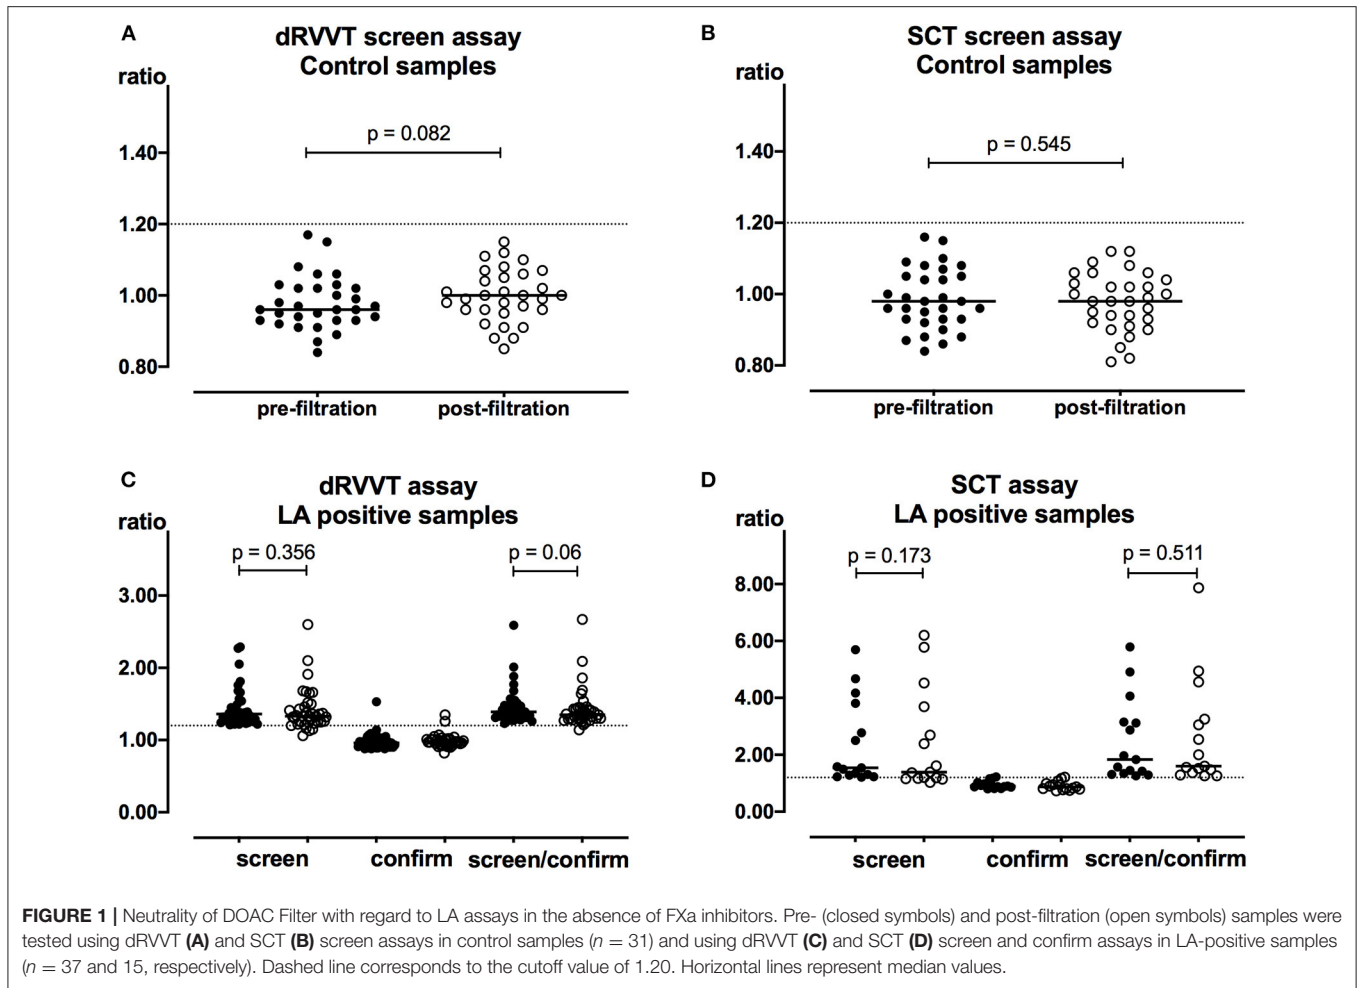 A
dRVVT screen assay
Control samples
ratio
p = 0.082
1.40
1.20
1.00
0.80
pre-filtration post-filtration
B
SCT screen assay
Control samples
ratio
p = 0.545
1.40
1.20
1.00
0.80
pre-filtration post-filtration
C
dRVVT assay
LA positive samples
ratio
p = 0.356 p = 0.06
3.00
2.00
1.00
0.00
screen confirm screen/confirm
D
SCT assay
LA positive samples
ratio
p = 0.173 p = 0.511
8.00
6.00
4.00
2.00
0.00
screen confirm screen/confirm
FIGURE 1 | Neutrality of DOAC Filter with regard to LA assays in the absence of FXa inhibitors. Pre- (closed symbols) and post-filtration (open symbols) samples were
tested using dRVVT (A) and SCT (B) screen assays in control samples (n = 31) and using dRVVT (C) and SCT (D) screen and confirm assays in LA-positive samples
(n = 37 and 15, respectively). Dashed line corresponds to the cutoff value of 1.20. Horizontal lines represent median values.